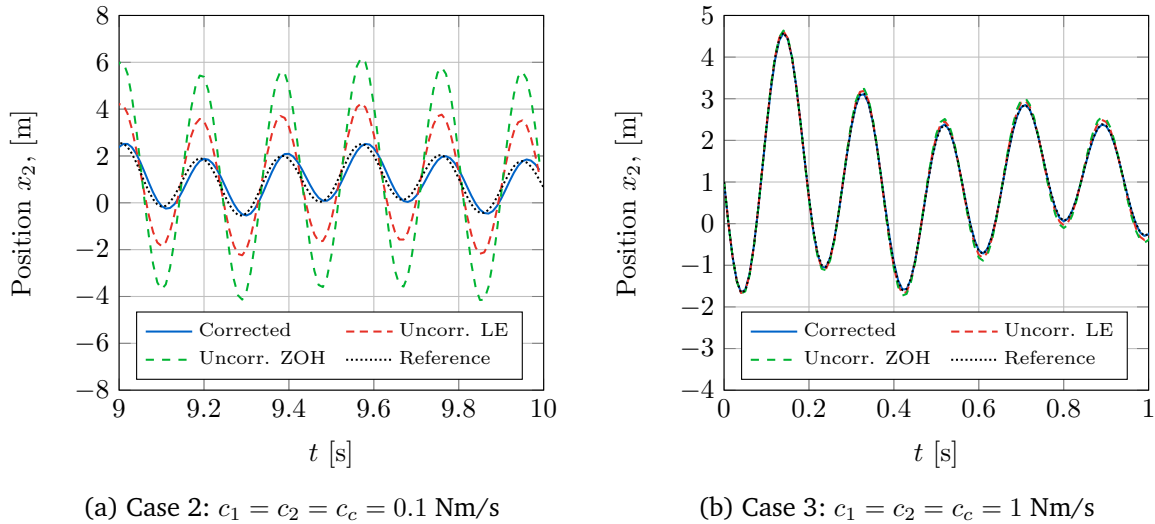 8
6
4
2
0
−2
−4
−6
−8
9
9.2
9.4
9.6
9.8
10
Position x₂, [m]
t [s]
Corrected
Uncorr. LE
Uncorr. ZOH
Reference
(a) Case 2: c₁ = c₂ = c_c = 0.1 Nm/s
5
4
3
2
1
0
−1
−2
−3
−4
0
0.2
0.4
0.6
0.8
1
Position x₂, [m]
t [s]
Corrected
Uncorr. LE
Uncorr. ZOH
Reference
(b) Case 3: c₁ = c₂ = c_c = 1 Nm/s